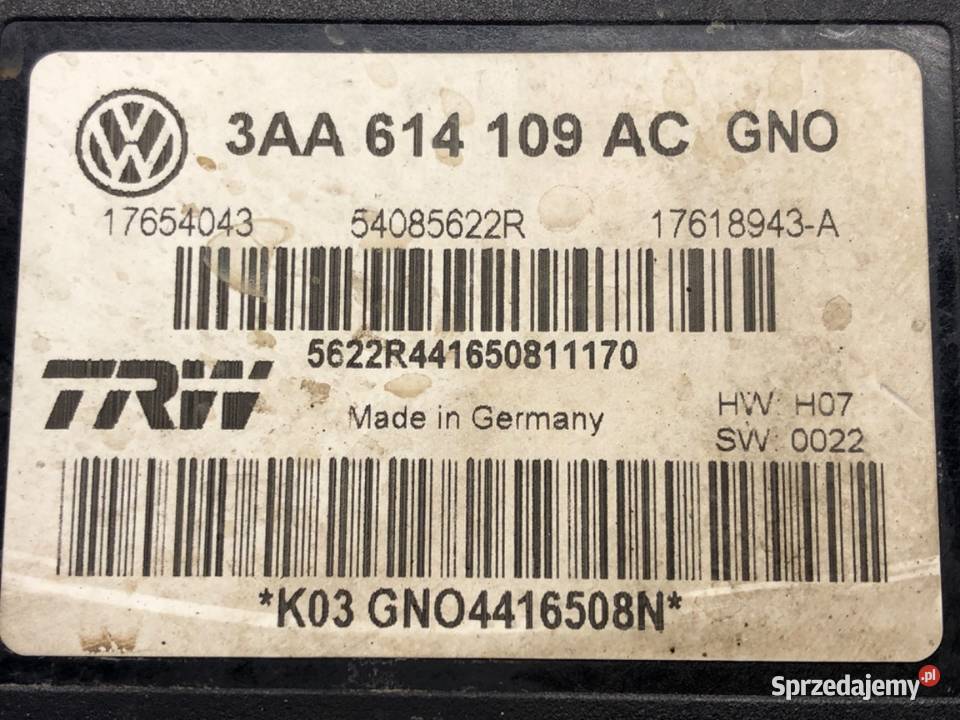 3AA 614 109 AC GNO
17654043 54085622R 17618943-A
5622R441650811170
TRW
Made in Germany
HW: H07
SW: 0022
*K03 GNO4416508N*
Sprzedajemy.pl